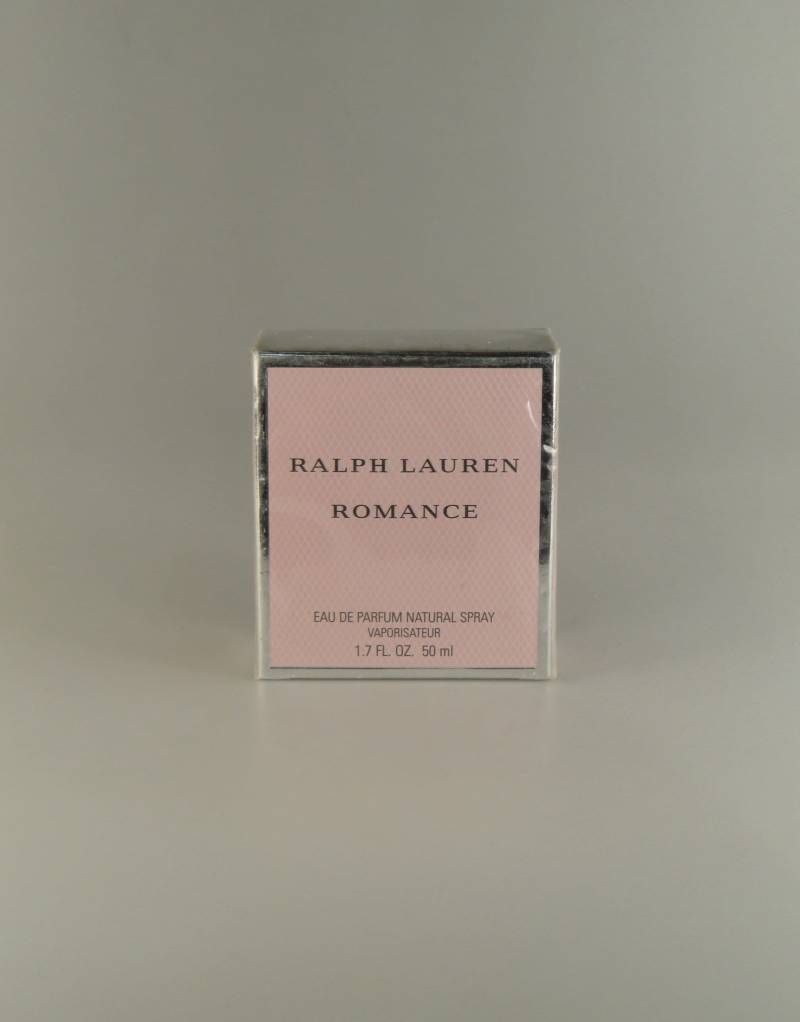 RALPH LAUREN
ROMANCE
EAU DE PARFUM NATURAL SPRAY
VAPORISATEUR
1.7 FL. OZ. 50 ml